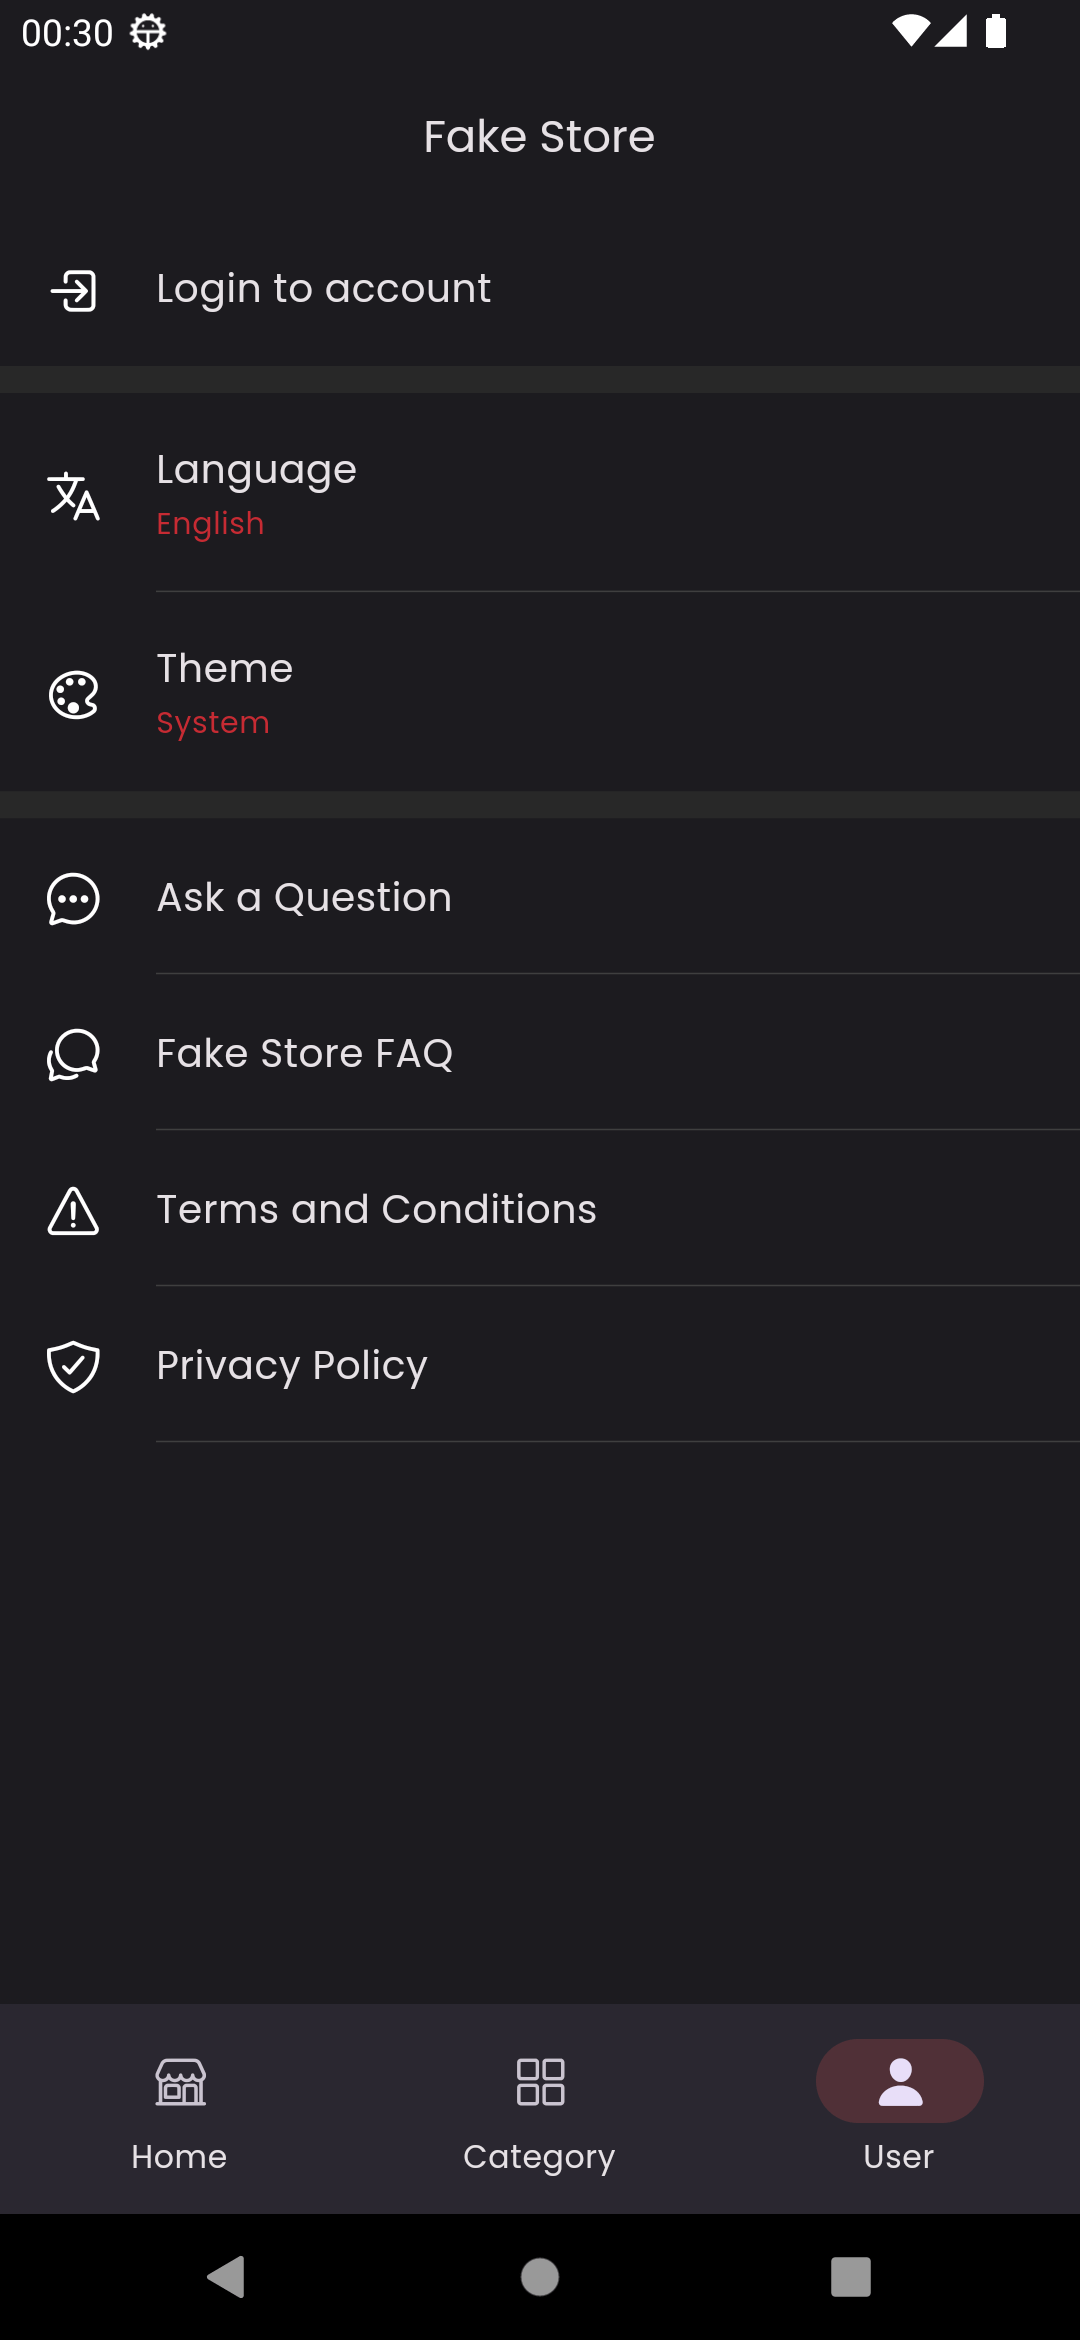 00:30
Fake Store
Login to account
Language
English
Theme
System
Ask a Question
Fake Store FAQ
Terms and Conditions
Privacy Policy
Home
Category
User